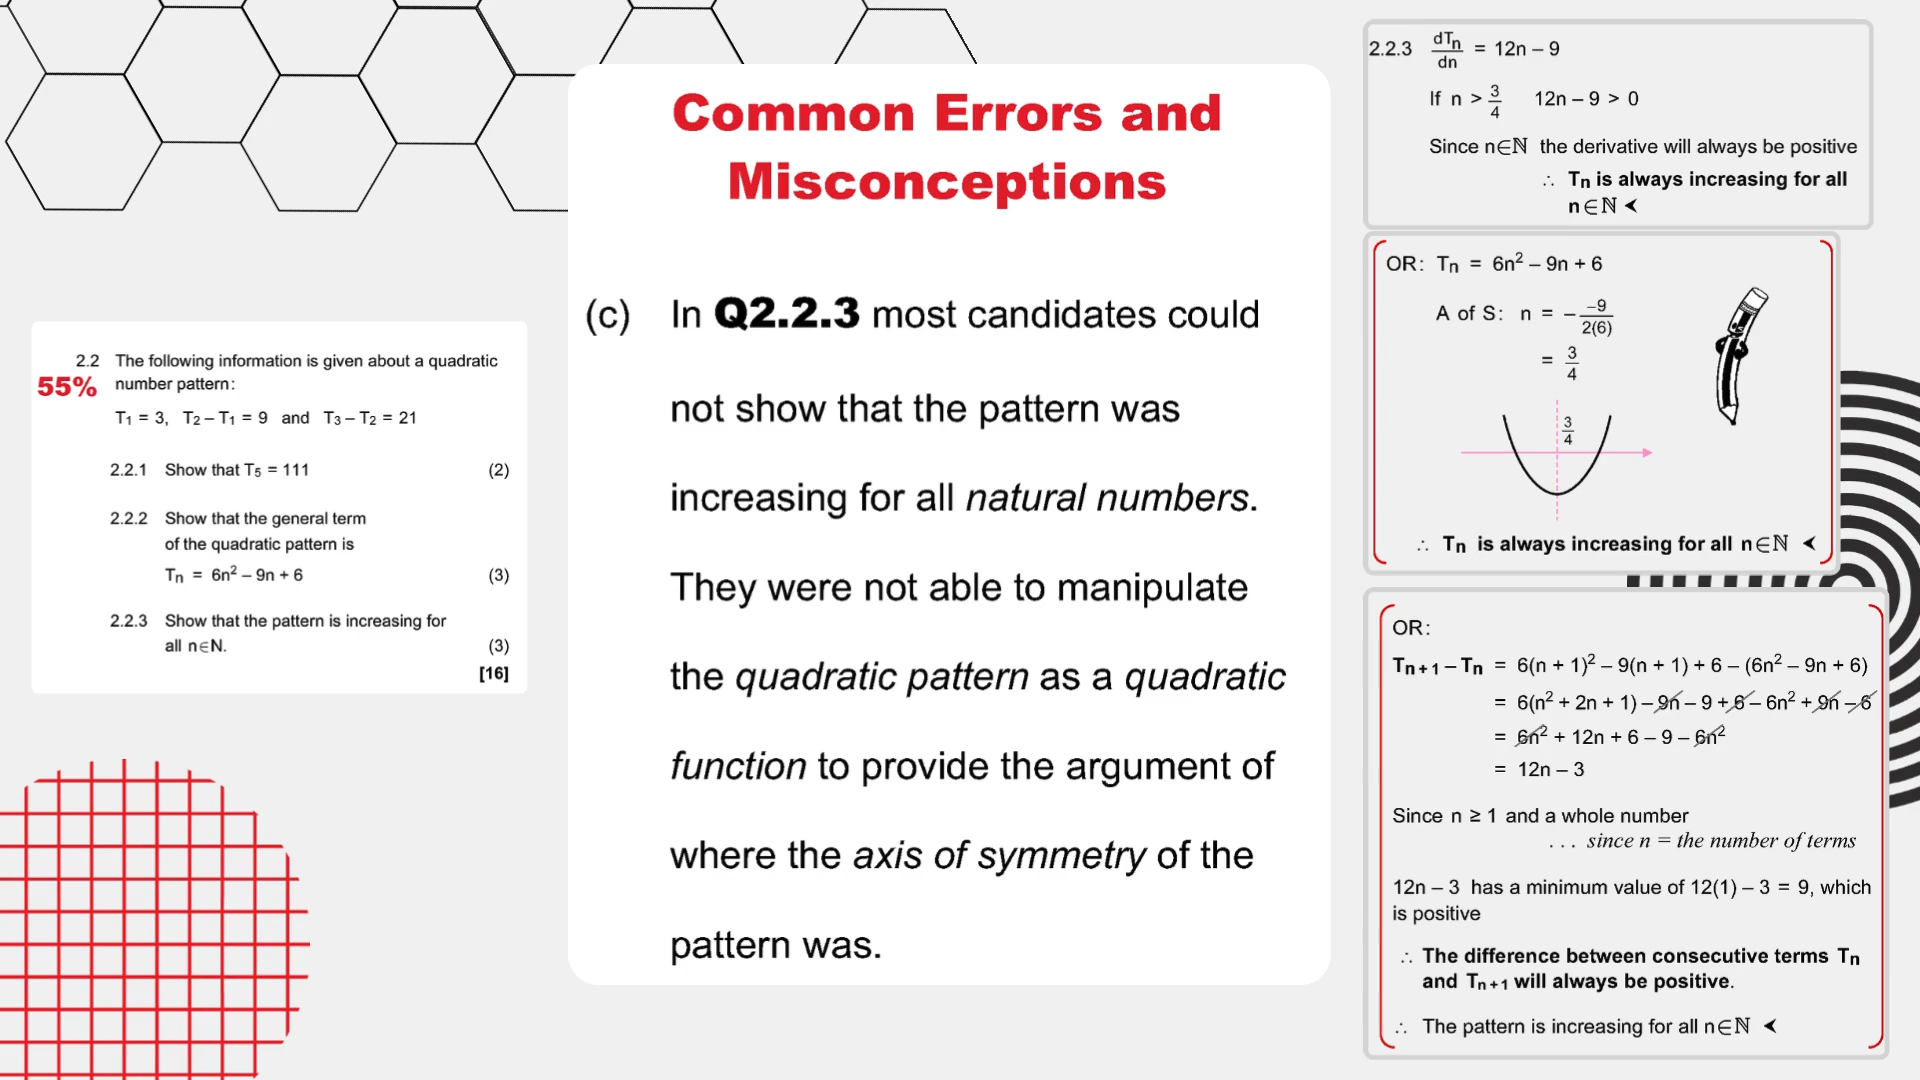 2.2 The following information is given about a quadratic
55% number pattern:
T1 = 3, T2 – T1 = 9 and T3 – T2 = 21
2.2.1 Show that T5 = 111 (2)
2.2.2 Show that the general term
of the quadratic pattern is
Tn = 6n² – 9n + 6 (3)
2.2.3 Show that the pattern is increasing for
all n∈N. (3)
[16]
Common Errors and
Misconceptions
(c) In Q2.2.3 most candidates could
not show that the pattern was
increasing for all natural numbers.
They were not able to manipulate
the quadratic pattern as a quadratic
function to provide the argument of
where the axis of symmetry of the
pattern was.
2.2.3 dTn/dn = 12n – 9
If n > 3/4 12n – 9 > 0
Since n∈ℕ the derivative will always be positive
∴ Tn is always increasing for all
n∈ℕ ⮜
OR: Tn = 6n² – 9n + 6
A of S: n = – –9/2(6)
= 3/4
3/4
∴ Tn is always increasing for all n∈ℕ ⮜
OR:
Tn + 1 – Tn = 6(n + 1)² – 9(n + 1) + 6 – (6n² – 9n + 6)
= 6(n² + 2n + 1) – 9n – 9 + 6 – 6n² + 9n – 6
= 6n² + 12n + 6 – 9 – 6n²
= 12n – 3
Since n ≥ 1 and a whole number
. . . since n = the number of terms
12n – 3 has a minimum value of 12(1) – 3 = 9, which
is positive
∴ The difference between consecutive terms Tn
and Tn + 1 will always be positive.
∴ The pattern is increasing for all n∈ℕ ⮜